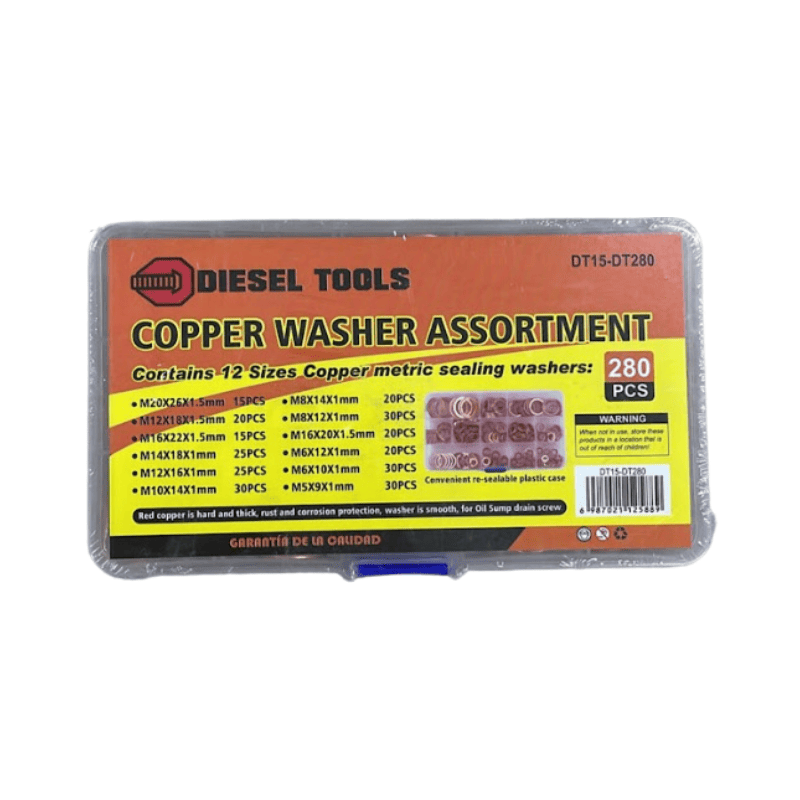 DIESEL TOOLS
DT15-DT280
COPPER WASHER ASSORTMENT
Contains 12 Sizes Copper metric sealing washers:
280
PCS
• M20X26X1.5mm 15PCS
• M12X18X1.5mm 20PCS
• M16X22X1.5mm 15PCS
• M14X18X1mm 25PCS
• M12X16X1mm 25PCS
• M10X14X1mm 30PCS
• M8X14X1mm 20PCS
• M8X12X1mm 30PCS
• M16X20X1.5mm 20PCS
• M6X12X1mm 20PCS
• M6X10X1mm 30PCS
• M5X9X1mm 30PCS
Convenient re-sealable plastic case
WARNING
When not in use, store these
products in a location that is
out of reach of children!
DT15-DT280
6 987021 125889
Red copper is hard and thick, rust and corrosion protection, washer is smooth, for Oil Sump drain screw
GARANTÍA DE LA CALIDAD